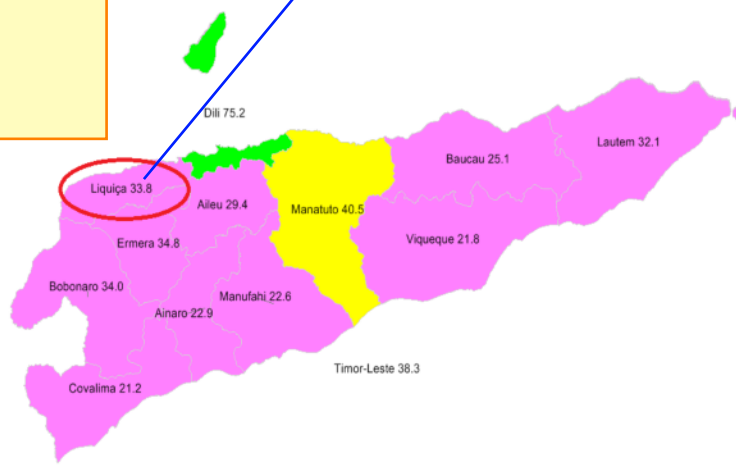 Dili 75.2
Lautem 32.1
Baucau 25.1
Liquiça 33.8
Aileu 29.4
Manatuto 40.5
Ermera 34.8
Viqueque 21.8
Bobonaro 34.0
Manufahi 22.6
Ainaro 22.9
Timor-Leste 38.3
Covalima 21.2